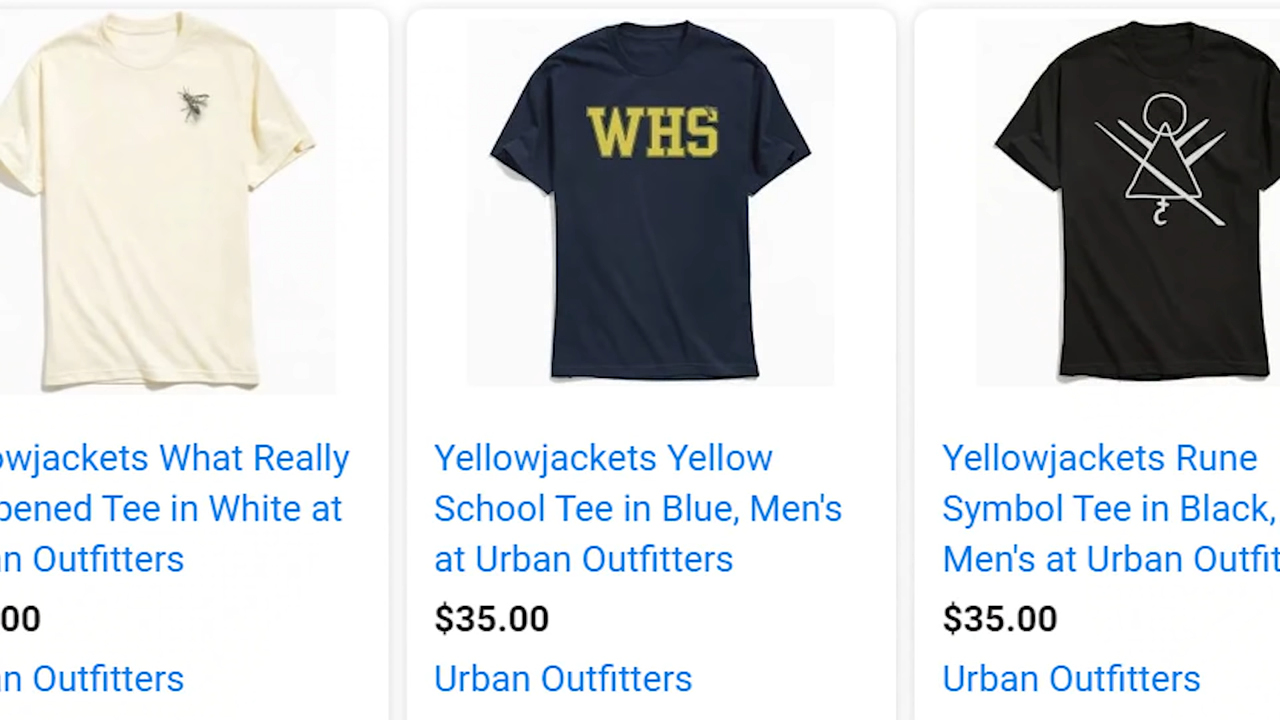 WHS
owjackets What Really
pened Tee in White at
n Outfitters
00
n Outfitters
Yellowjackets Yellow
School Tee in Blue, Men's
at Urban Outfitters
$35.00
Urban Outfitters
Yellowjackets Rune
Symbol Tee in Black,
Men's at Urban Outfit
$35.00
Urban Outfitters